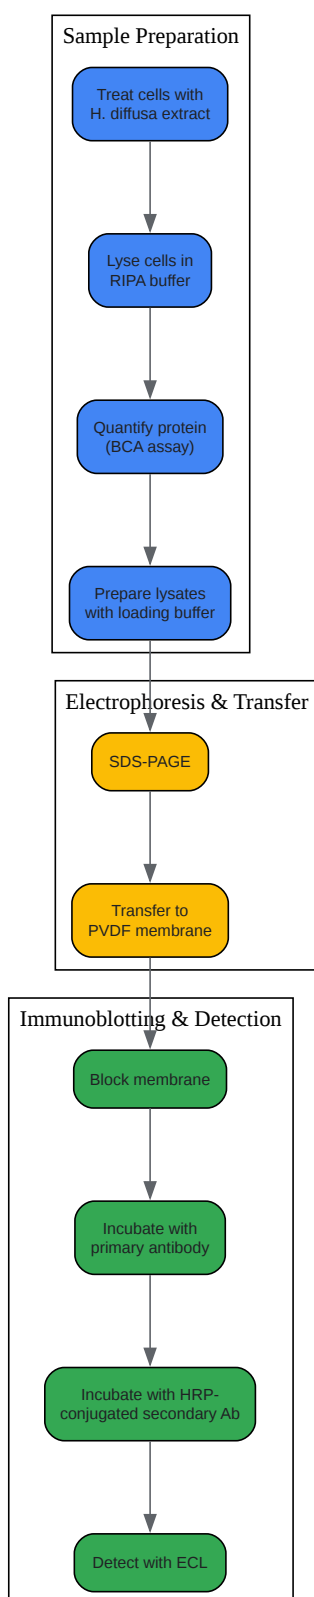 Sample Preparation
Treat cells with
H. diffusa extract
Lyse cells in
RIPA buffer
Quantify protein
(BCA assay)
Prepare lysates
with loading buffer
Electrophoresis & Transfer
SDS-PAGE
Transfer to
PVDF membrane
Immunoblotting & Detection
Block membrane
Incubate with
primary antibody
Incubate with HRP-
conjugated secondary Ab
Detect with ECL